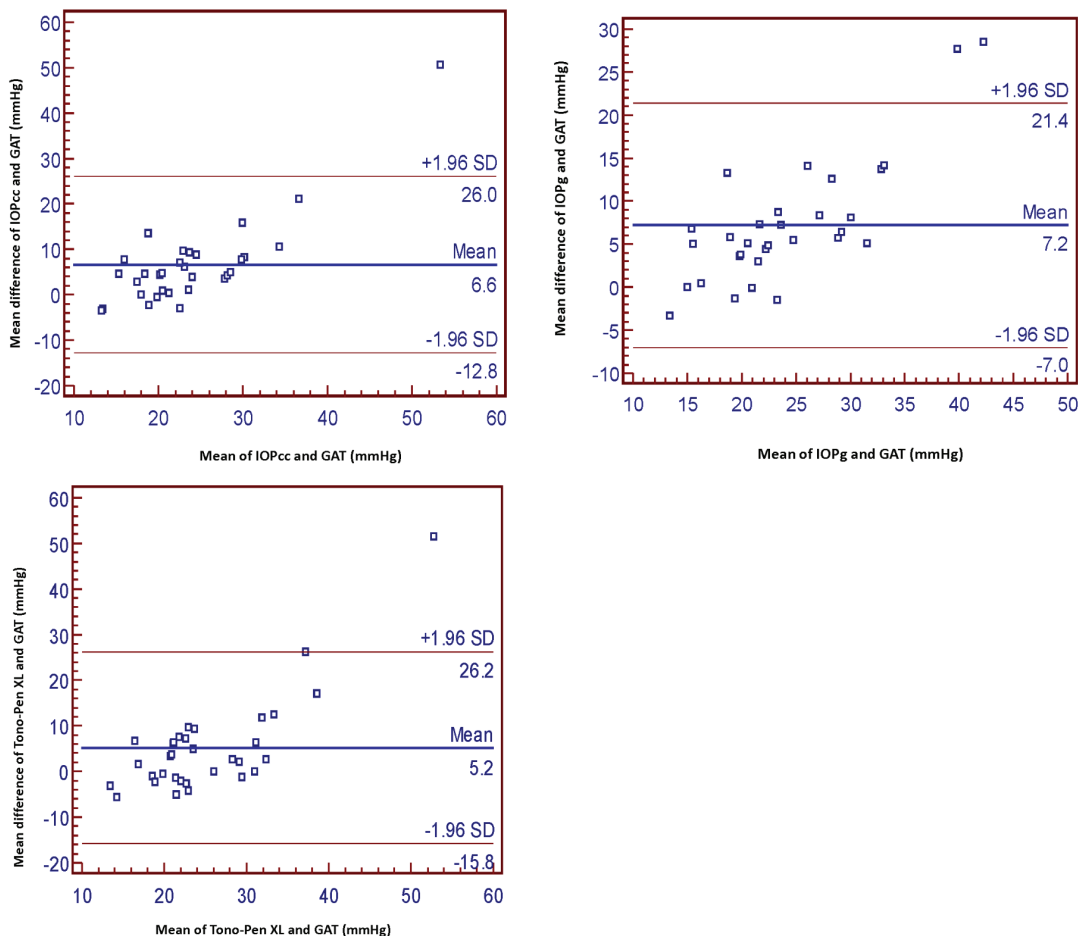 Mean difference of IOPcc and GAT (mmHg)
60
50
40
30
20
10
0
-10
-20
+1.96 SD
26.0
Mean
6.6
-1.96 SD
-12.8
10 20 30 40 50 60
Mean of IOPcc and GAT (mmHg)
Mean difference of IOPg and GAT (mmHg)
30
25
20
15
10
5
0
-5
-10
+1.96 SD
21.4
Mean
7.2
-1.96 SD
-7.0
10 15 20 25 30 35 40 45 50
Mean of IOPg and GAT (mmHg)
Mean difference of Tono-Pen XL and GAT (mmHg)
60
50
40
30
20
10
0
-10
-20
+1.96 SD
26.2
Mean
5.2
-1.96 SD
-15.8
10 20 30 40 50 60
Mean of Tono-Pen XL and GAT (mmHg)